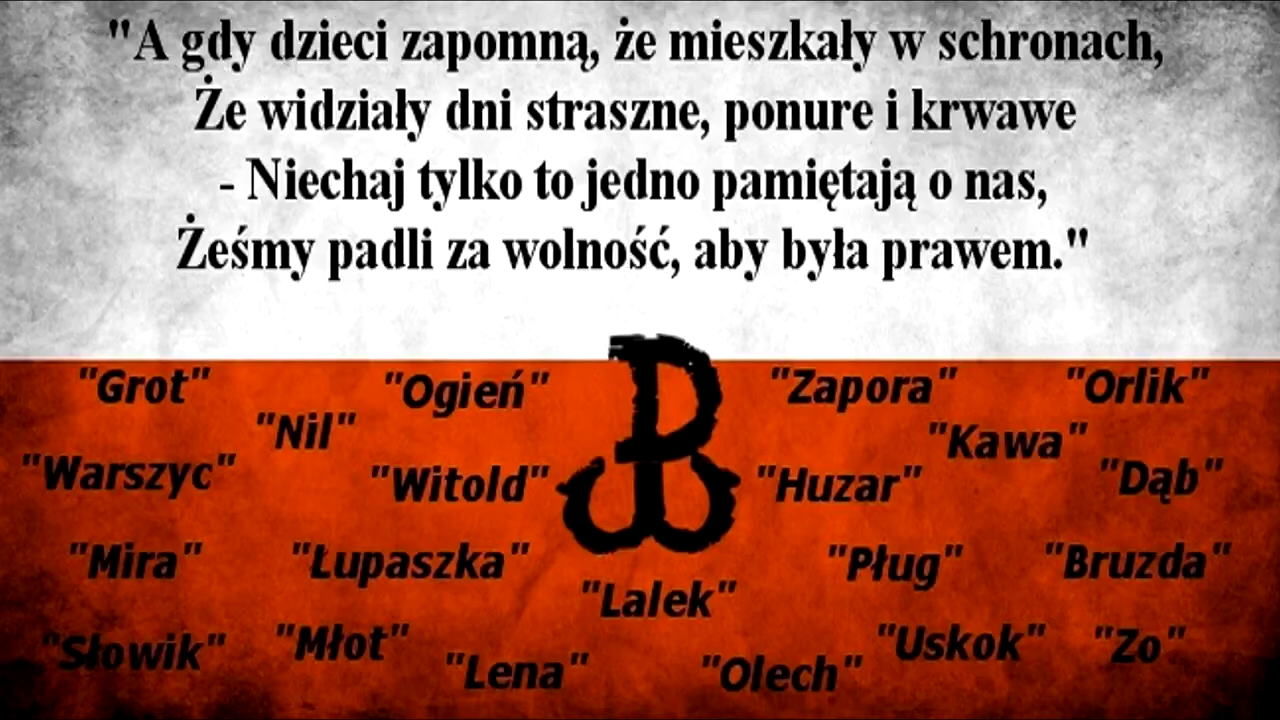 "A gdy dzieci zapomną, że mieszkały w schronach,
Że widziały dni straszne, ponure i krwawe
- Niechaj tylko to jedno pamiętają o nas,
Żeśmy padli za wolność, aby była prawem."
"Grot" "Ogień" "Zapora" "Orlik"
"Nil" "Kawa"
"Warszyc" "Witold" "Huzar" "Dąb"
"Mira" "Łupaszka" "Pług" "Bruzda"
"Lalek"
"Słowik" "Młot" "Uskok" "Zo"
"Lena" "Olech"